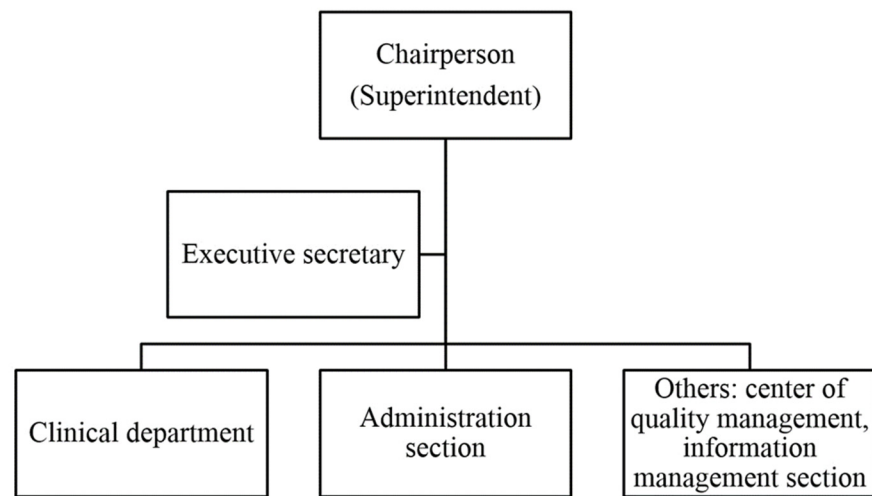 Chairperson
(Superintendent)
Executive secretary
Clinical department
Administration
section
Others: center of
quality management,
information
management section